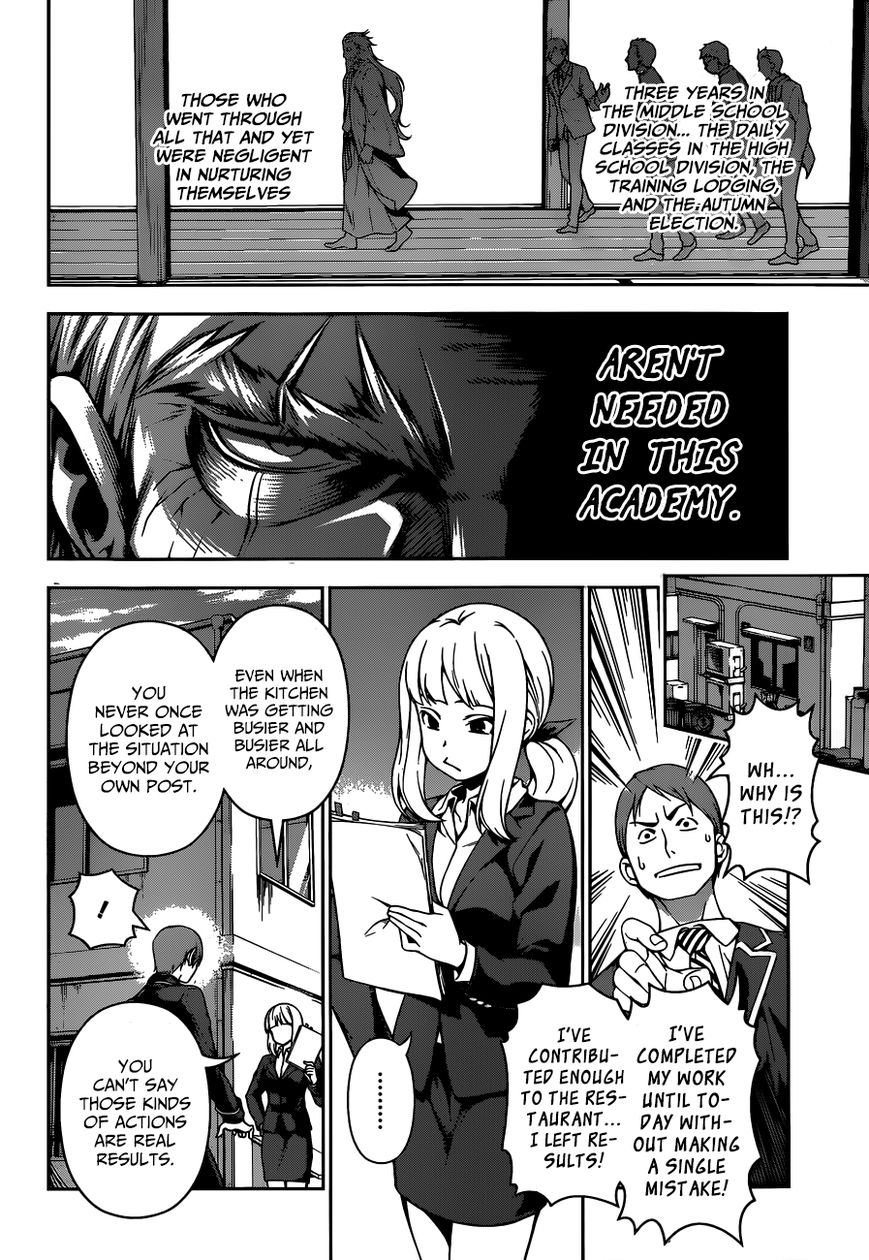 THREE YEARS IN
THE MIDDLE SCHOOL
DIVISION... THE DAILY
CLASSES IN THE HIGH
SCHOOL DIVISION, THE
TRAINING LODGING,
AND THE AUTUMN
ELECTION.
THOSE WHO
WENT THROUGH
ALL THAT AND YET
WERE NEGLIGENT
IN NURTURING
THEMSELVES
AREN'T
NEEDED
IN THIS
ACADEMY.
WH...
WHY IS
THIS!?
I'VE
COMPLETED
MY WORK
UNTIL TO-
DAY WITH-
OUT MAKING
A SINGLE
MISTAKE!
I'VE
CONTRIBU-
TED ENOUGH
TO THE RES-
TAURANT...
I LEFT RE-
SULTS!
.........
EVEN WHEN
THE KITCHEN
WAS GETTING
BUSIER AND
BUSIER ALL
AROUND,
YOU
NEVER ONCE
LOOKED AT
THE SITUATION
BEYOND YOUR
OWN POST.
!
YOU
CAN'T SAY
THOSE KINDS
OF ACTIONS
ARE REAL
RESULTS.